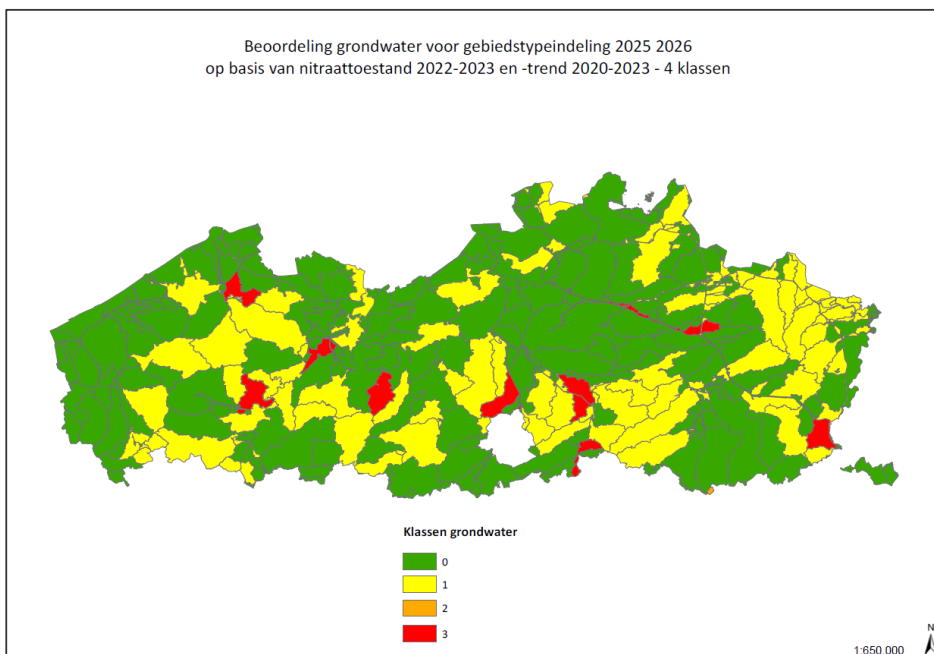 Beoordeling grondwater voor gebiedstypeindeling 2025 2026
op basis van nitraattoestand 2022-2023 en -trend 2020-2023 - 4 klassen
Klassen grondwater
0
1
2
3
N
1:650.000